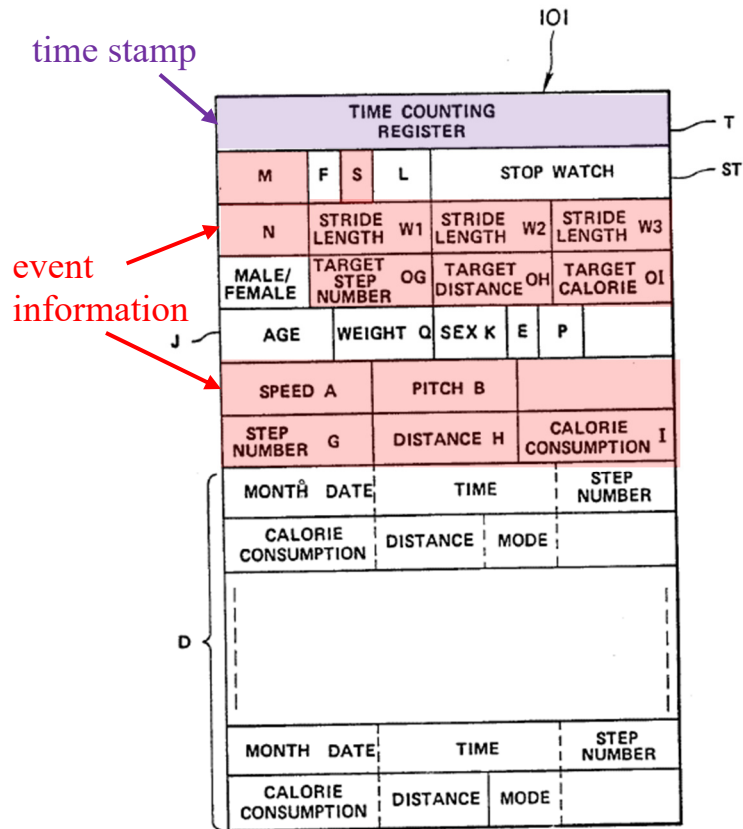 101
time stamp
TIME COUNTING
REGISTER
T
M F S L STOP WATCH
ST
N STRIDE LENGTH W1 STRIDE LENGTH W2 STRIDE LENGTH W3
event
information
MALE/
FEMALE
TARGET
STEP
NUMBER OG
TARGET
DISTANCE OH
TARGET
CALORIE OI
J
AGE WEIGHT Q SEX K E P
SPEED A PITCH B
STEP
NUMBER G
DISTANCE H
CALORIE
CONSUMPTION I
D
MONTH DATE TIME STEP
NUMBER
CALORIE
CONSUMPTION
DISTANCE MODE
MONTH DATE TIME STEP
NUMBER
CALORIE
CONSUMPTION
DISTANCE MODE